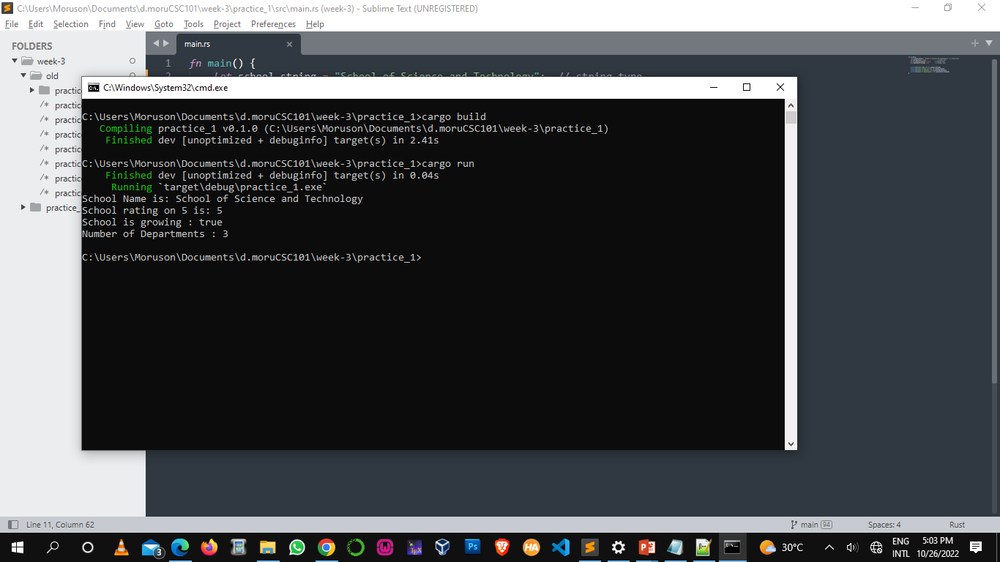 C:\Users\Moruson\Documents\d.moruCSC101\week-3\practice_1\src\main.rs (week-3) - Sublime Text (UNREGISTERED)
File Edit Selection Find View Goto Tools Project Preferences Help
FOLDERS
week-3
old
practic
/* practic
/* practic
/* practic
/* practic
/* practic
/* practic
/* practic
practice_
main.rs
1 fn main() {
2 let school_string = "School of Science and Technology"; // string type
C:\Windows\System32\cmd.exe
C:\Users\Moruson\Documents\d.moruCSC101\week-3\practice_1>cargo build
Compiling practice_1 v0.1.0 (C:\Users\Moruson\Documents\d.moruCSC101\week-3\practice_1)
Finished dev [unoptimized + debuginfo] target(s) in 2.41s
C:\Users\Moruson\Documents\d.moruCSC101\week-3\practice_1>cargo run
Finished dev [unoptimized + debuginfo] target(s) in 0.04s
Running `target\debug\practice_1.exe`
School Name is: School of Science and Technology
School rating on 5 is: 5
School is growing : true
Number of Departments : 3
C:\Users\Moruson\Documents\d.moruCSC101\week-3\practice_1>
Line 11, Column 62
main 94
Spaces: 4
Rust
3
Ps
HA
30°C
ENG
INTL
5:03 PM
10/26/2022